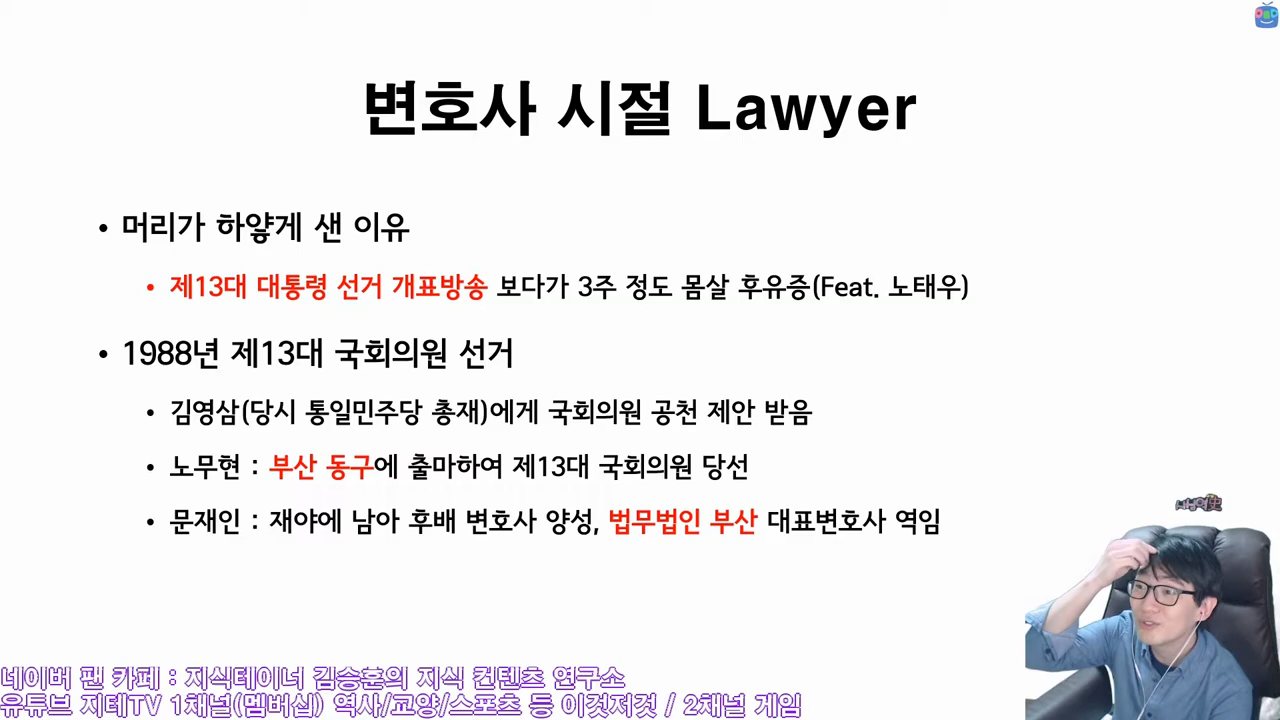 변호사 시절 Lawyer
• 머리가 하얗게 샌 이유
• 제13대 대통령 선거 개표방송 보다가 3주 정도 몸살 후유증(Feat. 노태우)
• 1988년 제13대 국회의원 선거
• 김영삼(당시 통일민주당 총재)에게 국회의원 공천 제안 받음
• 노무현 : 부산 동구에 출마하여 제13대 국회의원 당선
• 문재인 : 재야에 남아 후배 변호사 양성, 법무법인 부산 대표변호사 역임
네이버 팬 카페 : 지식테이너 김승훈의 지식 컨텐츠 연구소
유튜브 지테TV 1채널(멤버십) 역사/교양/스포츠 등 이것저것 / 2채널 게임